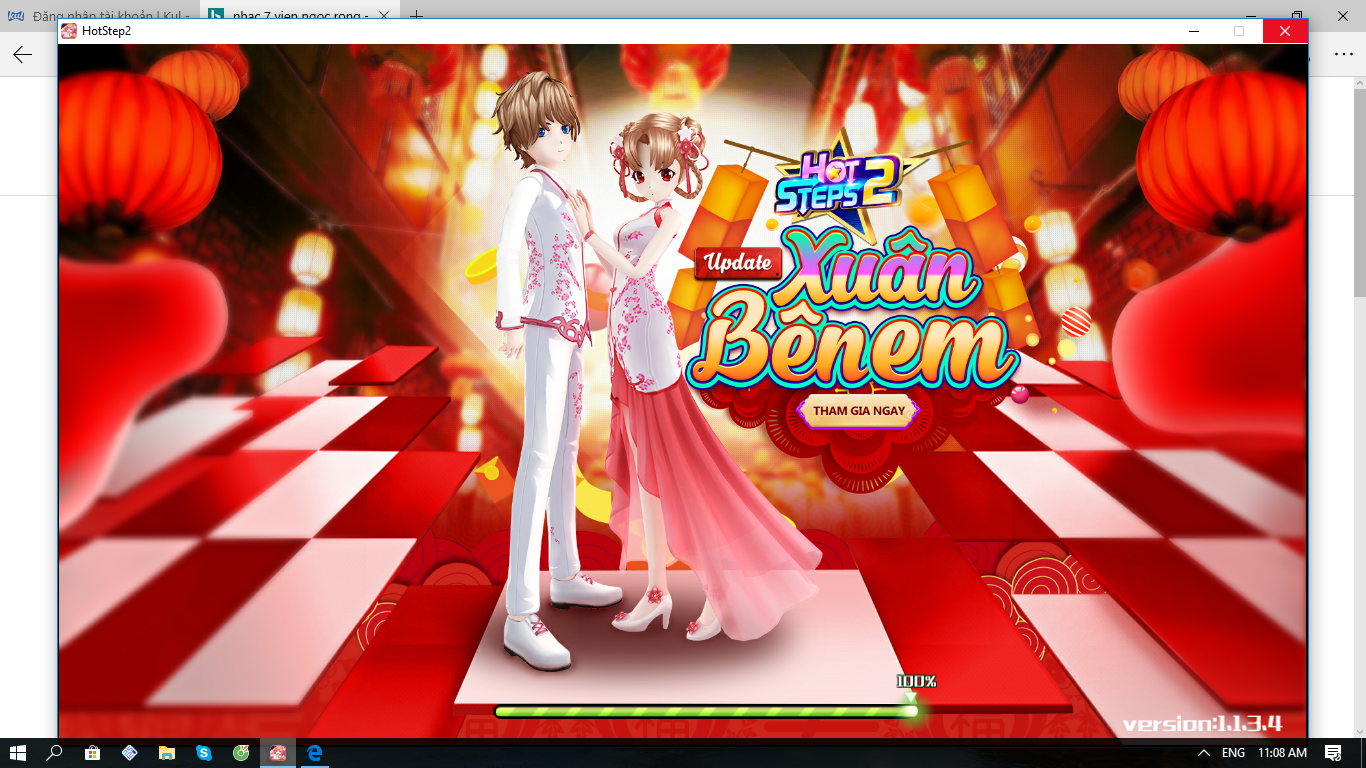 Đăng nhập tài khoản | Kul -
nhac 7 vien ngoc rong -
HotStep2
HOT
STEPS 2
Update
Xuân
Bên em
THAM GIA NGAY
100%
version:1.1.3.4
ENG
11:08 AM